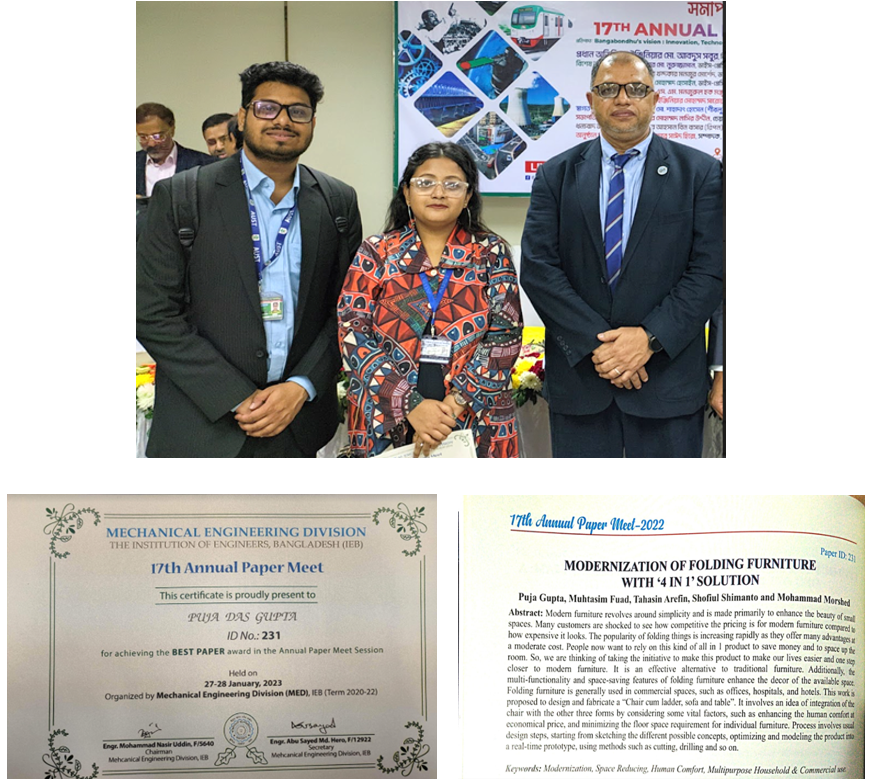 সমাপ
17TH ANNUAL
Bangabondhu's vision : Innovation, Techne
AUST
MECHANICAL ENGINEERING DIVISION
THE INSTITUTION OF ENGINEERS, BANGLADESH (IEB)
17th Annual Paper Meet
This certificate is proudly present to
PUJA DAS GUPTA
ID No.: 231
for achieving the BEST PAPER award in the Annual Paper Meet Session
Held on
27-28 January, 2023
Organized by Mechanical Engineering Division (MED), IEB (Term 2020-22)
Engr. Mohammad Nasir Uddin, F/5640
Chairman
Mehcanical Engineering Division, IEB
Engr. Abu Sayed Md. Hero, F/12922
Secretary
Mehcanical Engineering Division, IEB
17th Annual Paper Meet-2022
Paper ID: 231
MODERNIZATION OF FOLDING FURNITURE
WITH ‘4 IN 1’ SOLUTION
Puja Gupta, Muhtasim Fuad, Tahasin Arefin, Shofiul Shimanto and Mohammad Morshed
Abstract: Modern furniture revolves around simplicity and is made primarily to enhance the beauty of small
spaces. Many customers are shocked to see how competitive the pricing is for modern furniture compared to
how expensive it looks. The popularity of folding things is increasing rapidly as they offer many advantages at
a moderate cost. People now want to rely on this kind of all in 1 product to save money and to space up the
room. So, we are thinking of taking the initiative to make this product to make our lives easier and one step
closer to modern furniture. It is an effective alternative to traditional furniture. Additionally, the
multi-functionality and space-saving features of folding furniture enhance the decor of the available space.
Folding furniture is generally used in commercial spaces, such as offices, hospitals, and hotels. This work is
proposed to design and fabricate a “Chair cum ladder, sofa and table”. It involves an idea of integration of the
chair with the other three forms by considering some vital factors, such as enhancing the human comfort at
economical price, and minimizing the floor space requirement for individual furniture. Process involves usual
design steps, starting from sketching the different possible concepts, optimizing and modeling the product into
a real-time prototype, using methods such as cutting, drilling and so on.
Keywords: Modernization, Space Reducing, Human Comfort, Multipurpose Household & Commercial use.